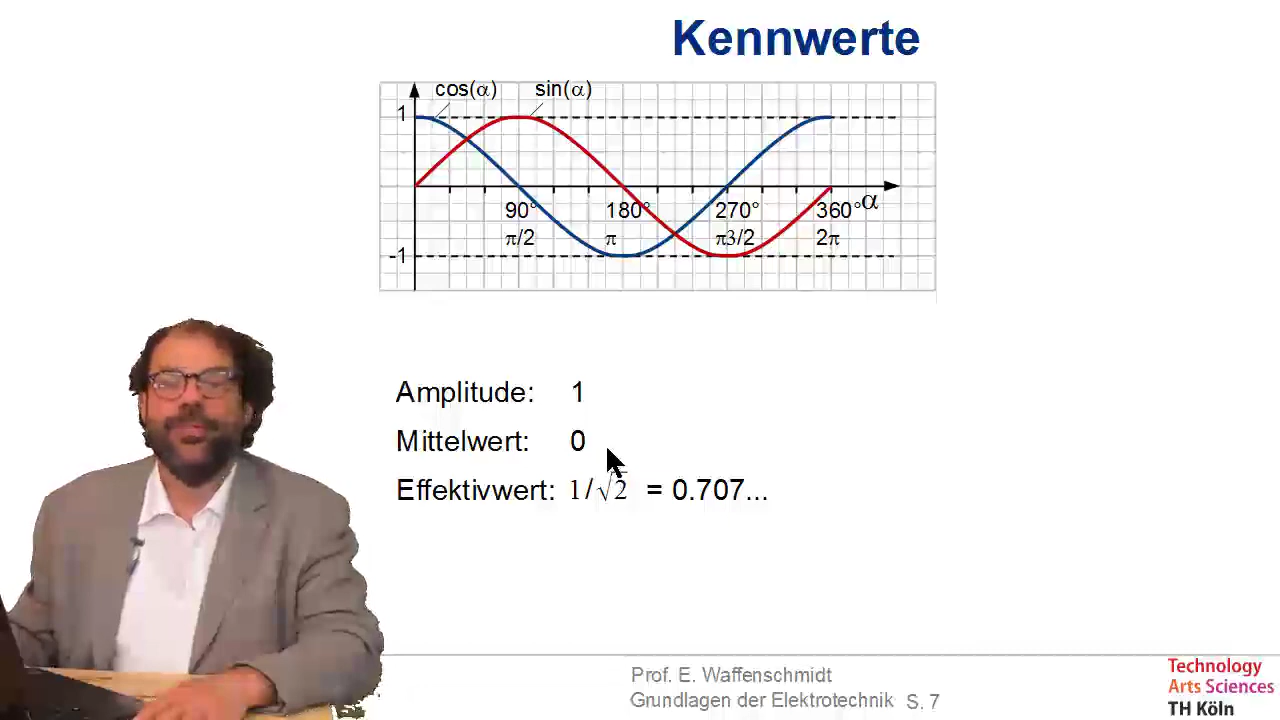 Kennwerte
cos(α) sin(α)
1
90° 180° 270° 360° α
π/2 π π3/2 2π
-1
Amplitude: 1
Mittelwert: 0
Effektivwert: 1/√2 = 0.707...
Prof. E. Waffenschmidt
Grundlagen der Elektrotechnik S. 7
Technology
Arts Sciences
TH Köln